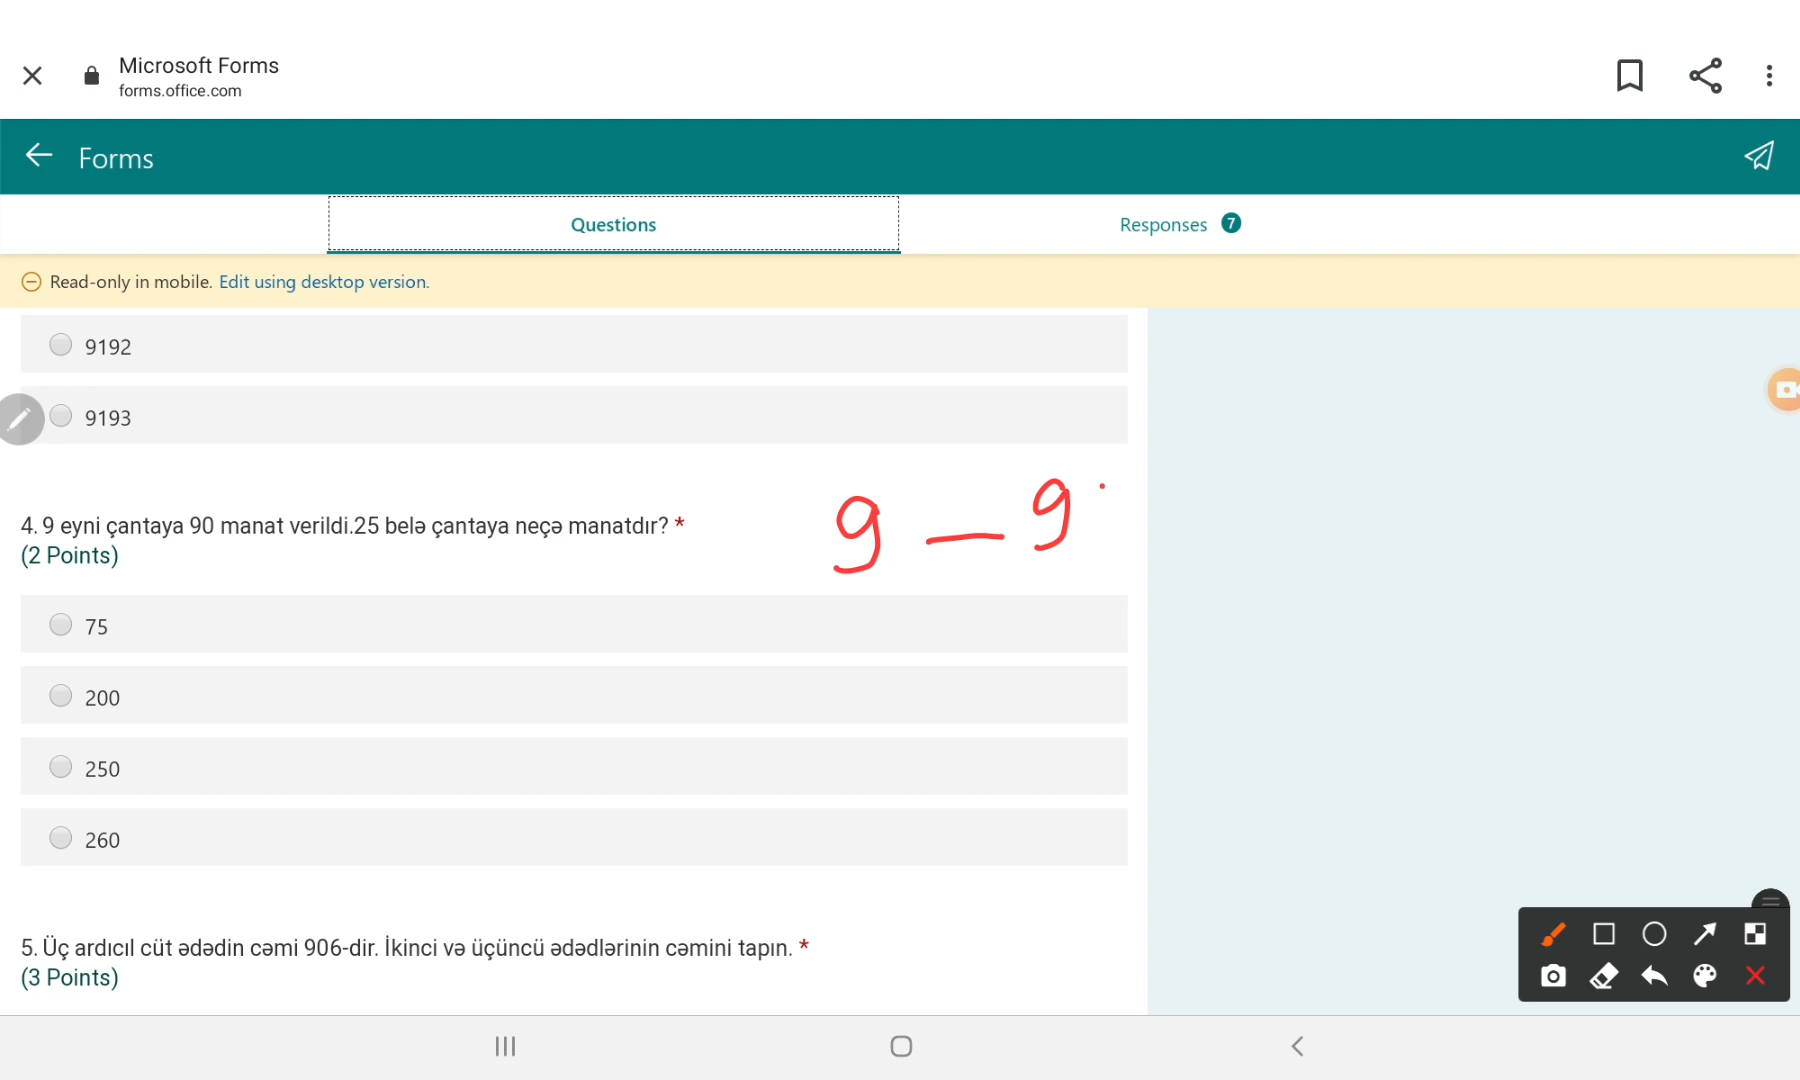 Microsoft Forms
forms.office.com
Forms
Questions
Responses 7
Read-only in mobile. Edit using desktop version.
9192
9193
9 — 9
4. 9 eyni çantaya 90 manat verildi.25 belə çantaya neçə manatdır? *
(2 Points)
75
200
250
260
5. Üç ardıcıl cüt ədədin cəmi 906-dir. İkinci və üçüncü ədədlərinin cəmini tapın. *
(3 Points)